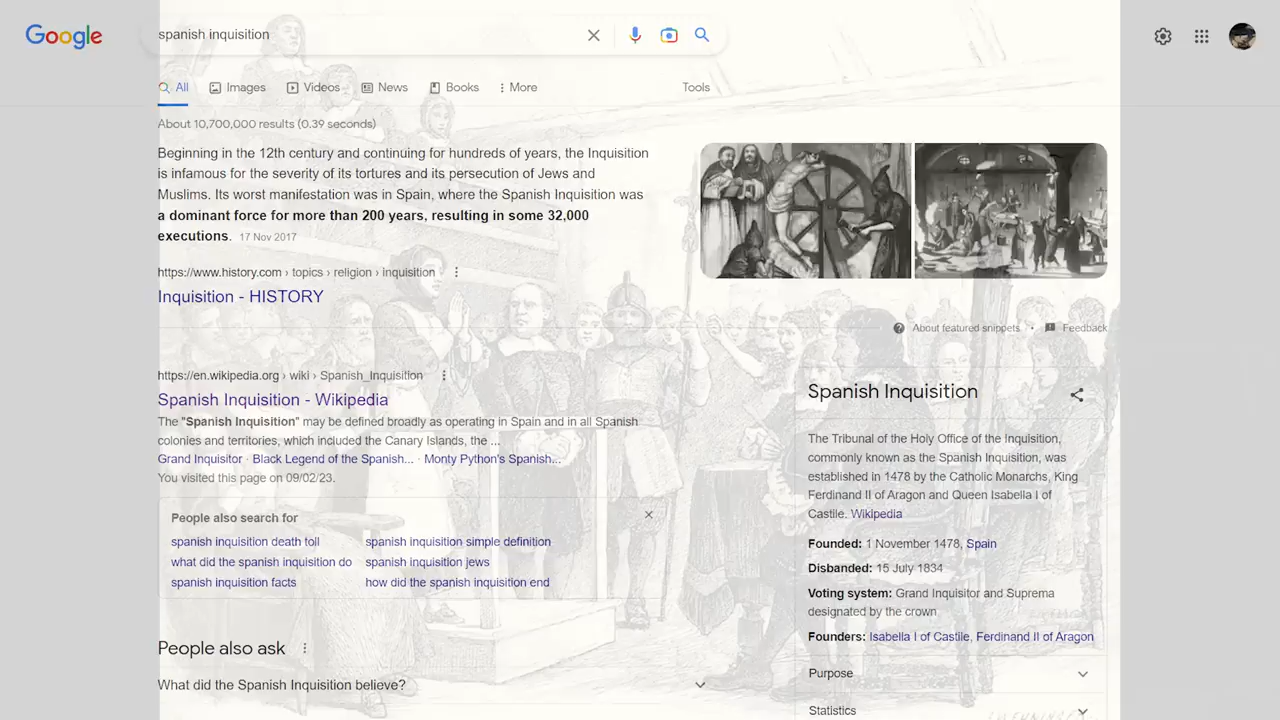 Google
spanish inquisition
All Images Videos News Books More Tools
About 10,700,000 results (0.39 seconds)
Beginning in the 12th century and continuing for hundreds of years, the Inquisition
is infamous for the severity of its tortures and its persecution of Jews and
Muslims. Its worst manifestation was in Spain, where the Spanish Inquisition was
a dominant force for more than 200 years, resulting in some 32,000
executions. 17 Nov 2017
https://www.history.com › topics › religion › inquisition
Inquisition - HISTORY
About featured snippets • Feedback
https://en.wikipedia.org › wiki › Spanish_Inquisition
Spanish Inquisition - Wikipedia
The "Spanish Inquisition" may be defined broadly as operating in Spain and in all Spanish
colonies and territories, which included the Canary Islands, the ...
Grand Inquisitor · Black Legend of the Spanish... · Monty Python's Spanish...
You visited this page on 09/02/23.
People also search for
spanish inquisition death toll spanish inquisition simple definition
what did the spanish inquisition do spanish inquisition jews
spanish inquisition facts how did the spanish inquisition end
People also ask
What did the Spanish Inquisition believe?
Spanish Inquisition
The Tribunal of the Holy Office of the Inquisition,
commonly known as the Spanish Inquisition, was
established in 1478 by the Catholic Monarchs, King
Ferdinand II of Aragon and Queen Isabella I of
Castile. Wikipedia
Founded: 1 November 1478, Spain
Disbanded: 15 July 1834
Voting system: Grand Inquisitor and Suprema
designated by the crown
Founders: Isabella I of Castile, Ferdinand II of Aragon
Purpose
Statistics